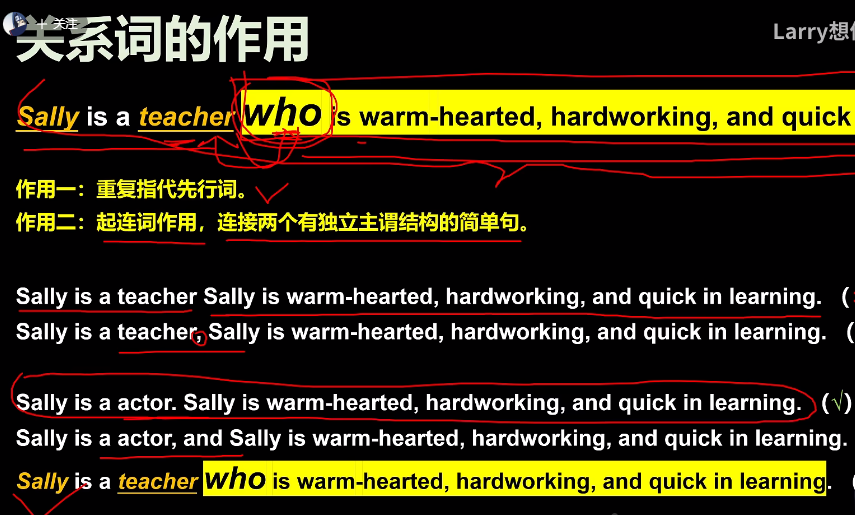 + 关注
关系词的作用
Larry想
Sally is a teacher who is warm-hearted, hardworking, and quick
作用一：重复指代先行词。
作用二：起连词作用，连接两个有独立主谓结构的简单句。
Sally is a teacher Sally is warm-hearted, hardworking, and quick in learning. （
Sally is a teacher, Sally is warm-hearted, hardworking, and quick in learning. （
Sally is a actor. Sally is warm-hearted, hardworking, and quick in learning. （√）
Sally is a actor, and Sally is warm-hearted, hardworking, and quick in learning.
Sally is a teacher who is warm-hearted, hardworking, and quick in learning. （